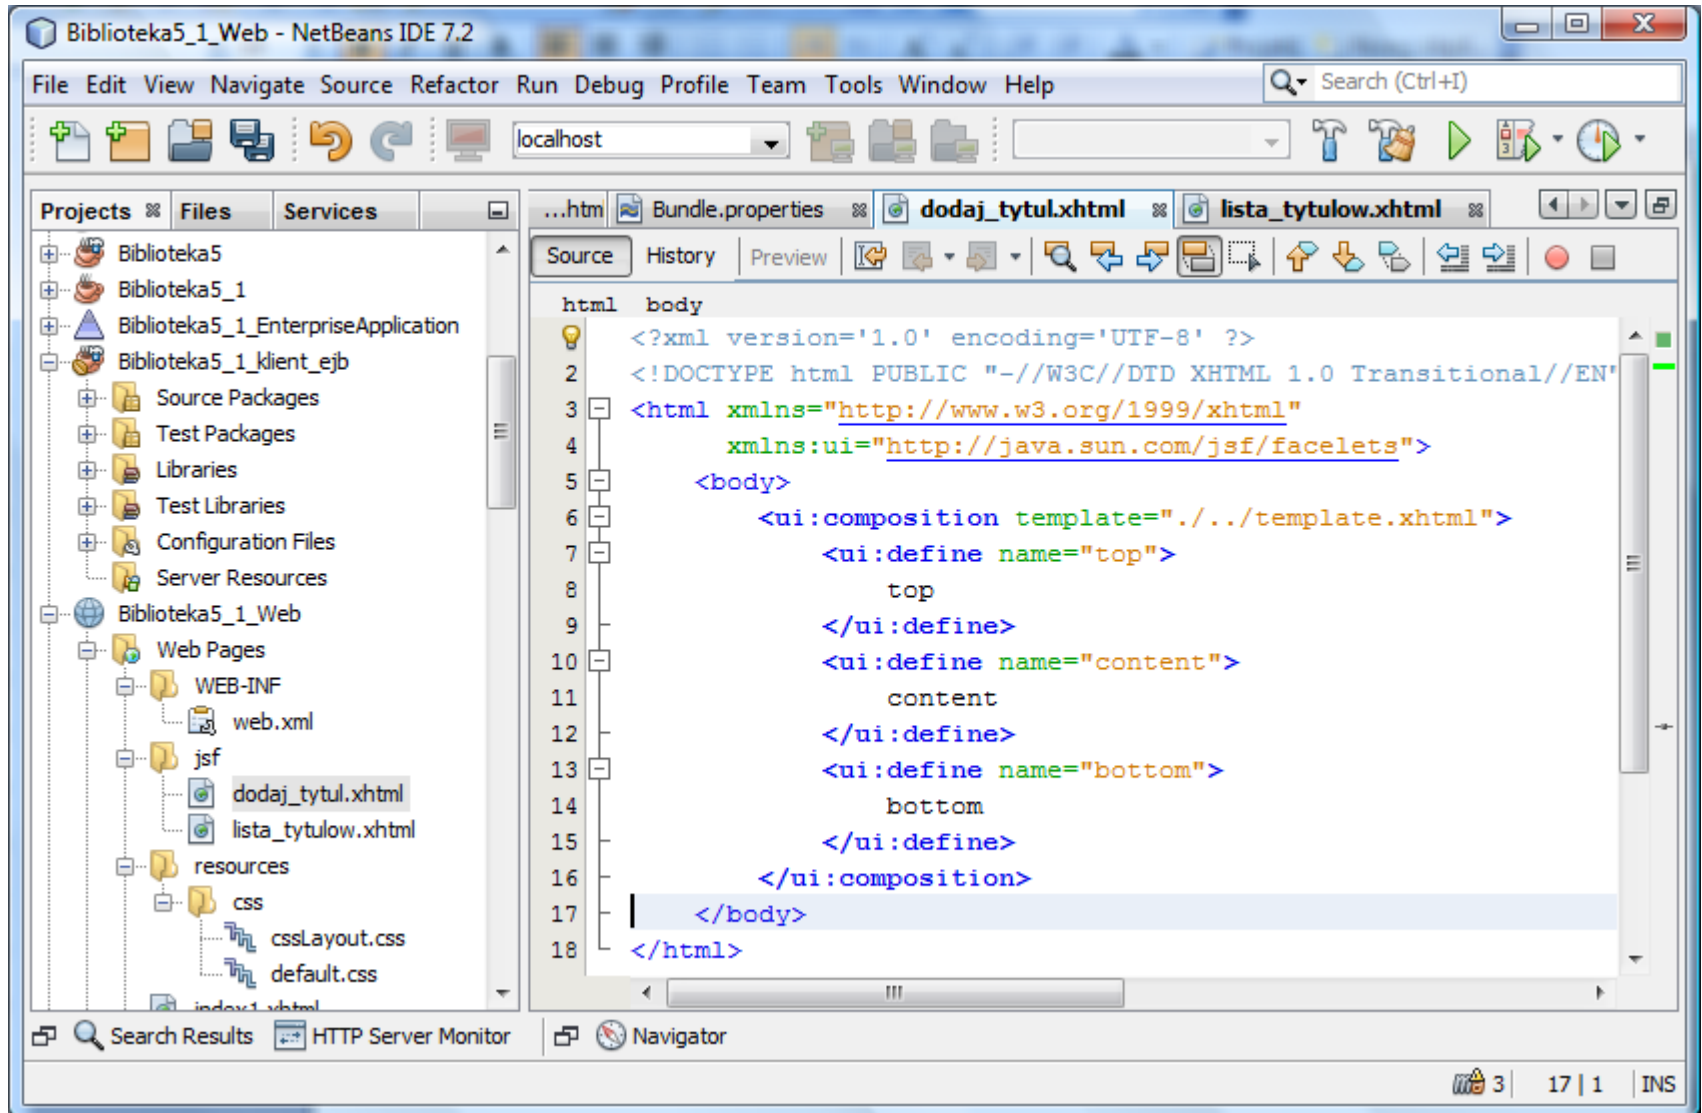 Biblioteka5_1_Web - NetBeans IDE 7.2
File Edit View Navigate Source Refactor Run Debug Profile Team Tools Window Help
Search (Ctrl+I)
localhost
Projects Files Services
...htm Bundle.properties dodaj_tytul.xhtml lista_tytulow.xhtml
Source History Preview
html body
Biblioteka5
Biblioteka5_1
Biblioteka5_1_EnterpriseApplication
Biblioteka5_1_klient_ejb
Source Packages
Test Packages
Libraries
Test Libraries
Configuration Files
Server Resources
Biblioteka5_1_Web
Web Pages
WEB-INF
web.xml
jsf
dodaj_tytul.xhtml
lista_tytulow.xhtml
resources
css
cssLayout.css
default.css
index1.xhtml
<?xml version='1.0' encoding='UTF-8' ?>
2 <!DOCTYPE html PUBLIC "-//W3C//DTD XHTML 1.0 Transitional//EN"
3 <html xmlns="http://www.w3.org/1999/xhtml"
4 xmlns:ui="http://java.sun.com/jsf/facelets">
5 <body>
6 <ui:composition template="./../template.xhtml">
7 <ui:define name="top">
8 top
9 </ui:define>
10 <ui:define name="content">
11 content
12 </ui:define>
13 <ui:define name="bottom">
14 bottom
15 </ui:define>
16 </ui:composition>
17 </body>
18 </html>
Search Results HTTP Server Monitor Navigator
3 17 | 1 INS